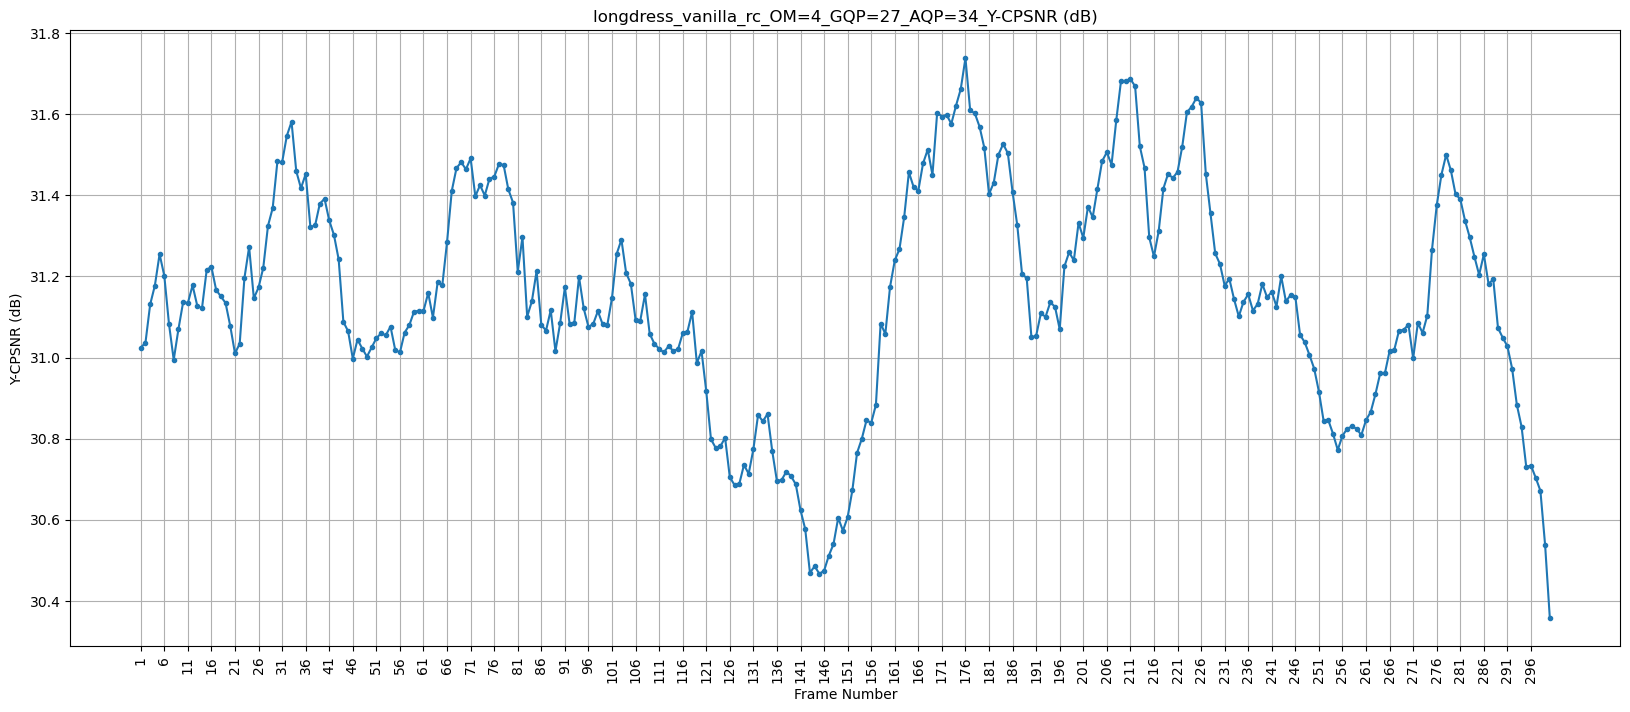 longdress_vanilla_rc_OM=4_GQP=27_AQP=34_Y-CPSNR (dB)
Y-CPSNR (dB)
31.8
31.6
31.4
31.2
31.0
30.8
30.6
30.4
1 6 11 16 21 26 31 36 41 46 51 56 61 66 71 76 81 86 91 96 101 106 111 116 121 126 131 136 141 146 151 156 161 166 171 176 181 186 191 196 201 206 211 216 221 226 231 236 241 246 251 256 261 266 271 276 281 286 291 296
Frame Number